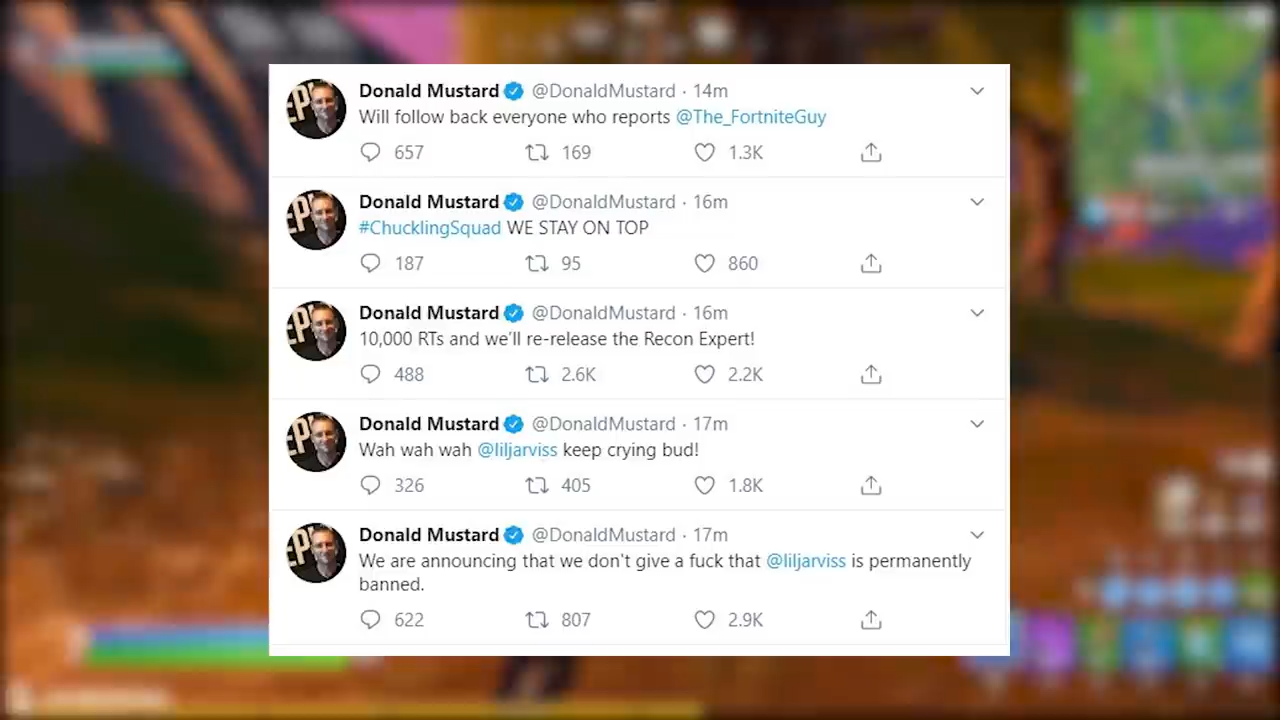 Donald Mustard @DonaldMustard · 14m
Will follow back everyone who reports @The_FortniteGuy
657 169 1.3K
Donald Mustard @DonaldMustard · 16m
#ChucklingSquad WE STAY ON TOP
187 95 860
Donald Mustard @DonaldMustard · 16m
10,000 RTs and we'll re-release the Recon Expert!
488 2.6K 2.2K
Donald Mustard @DonaldMustard · 17m
Wah wah wah @liljarviss keep crying bud!
326 405 1.8K
Donald Mustard @DonaldMustard · 17m
We are announcing that we don't give a fuck that @liljarviss is permanently
banned.
622 807 2.9K